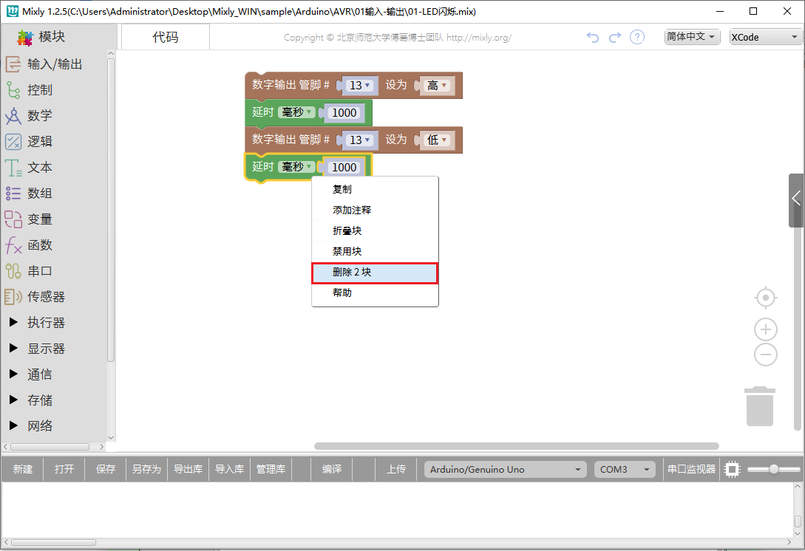 Mixly 1.2.5(C:\Users\Administrator\Desktop\Mixly_WIN\sample\Arduino\AVR\01输入-输出\01-LED闪烁.mix)
模块
代码
Copyright © 北京师范大学傅骞博士团队 http://mixly.org/
?
简体中文
XCode
输入/输出
控制
数学
逻辑
文本
数组
变量
函数
串口
传感器
执行器
显示器
通信
存储
网络
数字输出 管脚 # 13 设为 高
延时 毫秒 1000
数字输出 管脚 # 13 设为 低
延时 毫秒 1000
复制
添加注释
折叠块
禁用块
删除 2 块
帮助
新建 打开 保存 另存为 导出库 导入库 管理库 编译 上传 Arduino/Genuino Uno COM3 串口监视器